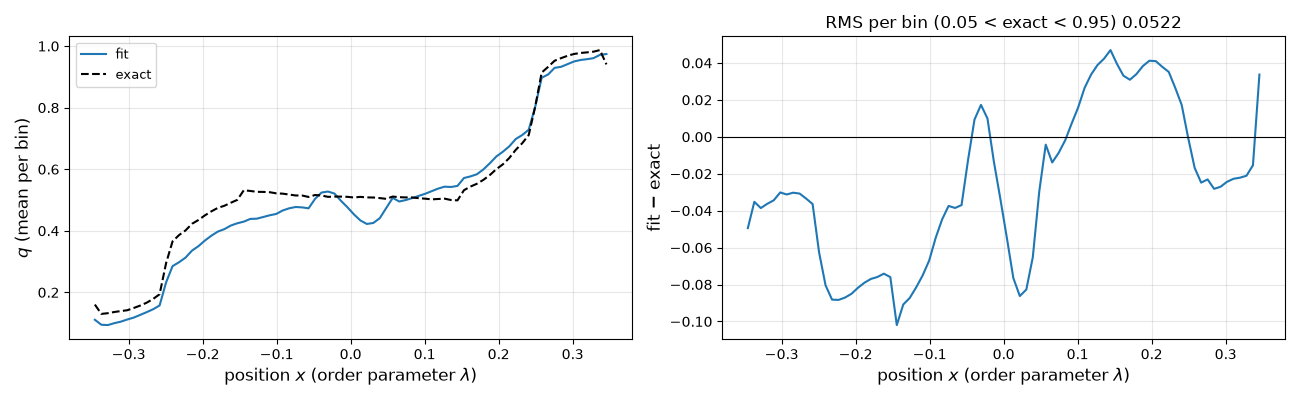 1.0
0.8
0.6
0.4
0.2
q (mean per bin)
fit
exact
−0.3 −0.2 −0.1 0.0 0.1 0.2 0.3
position x (order parameter λ)
RMS per bin (0.05 < exact < 0.95) 0.0522
0.04
0.02
0.00
−0.02
−0.04
−0.06
−0.08
−0.10
fit − exact
−0.3 −0.2 −0.1 0.0 0.1 0.2 0.3
position x (order parameter λ)